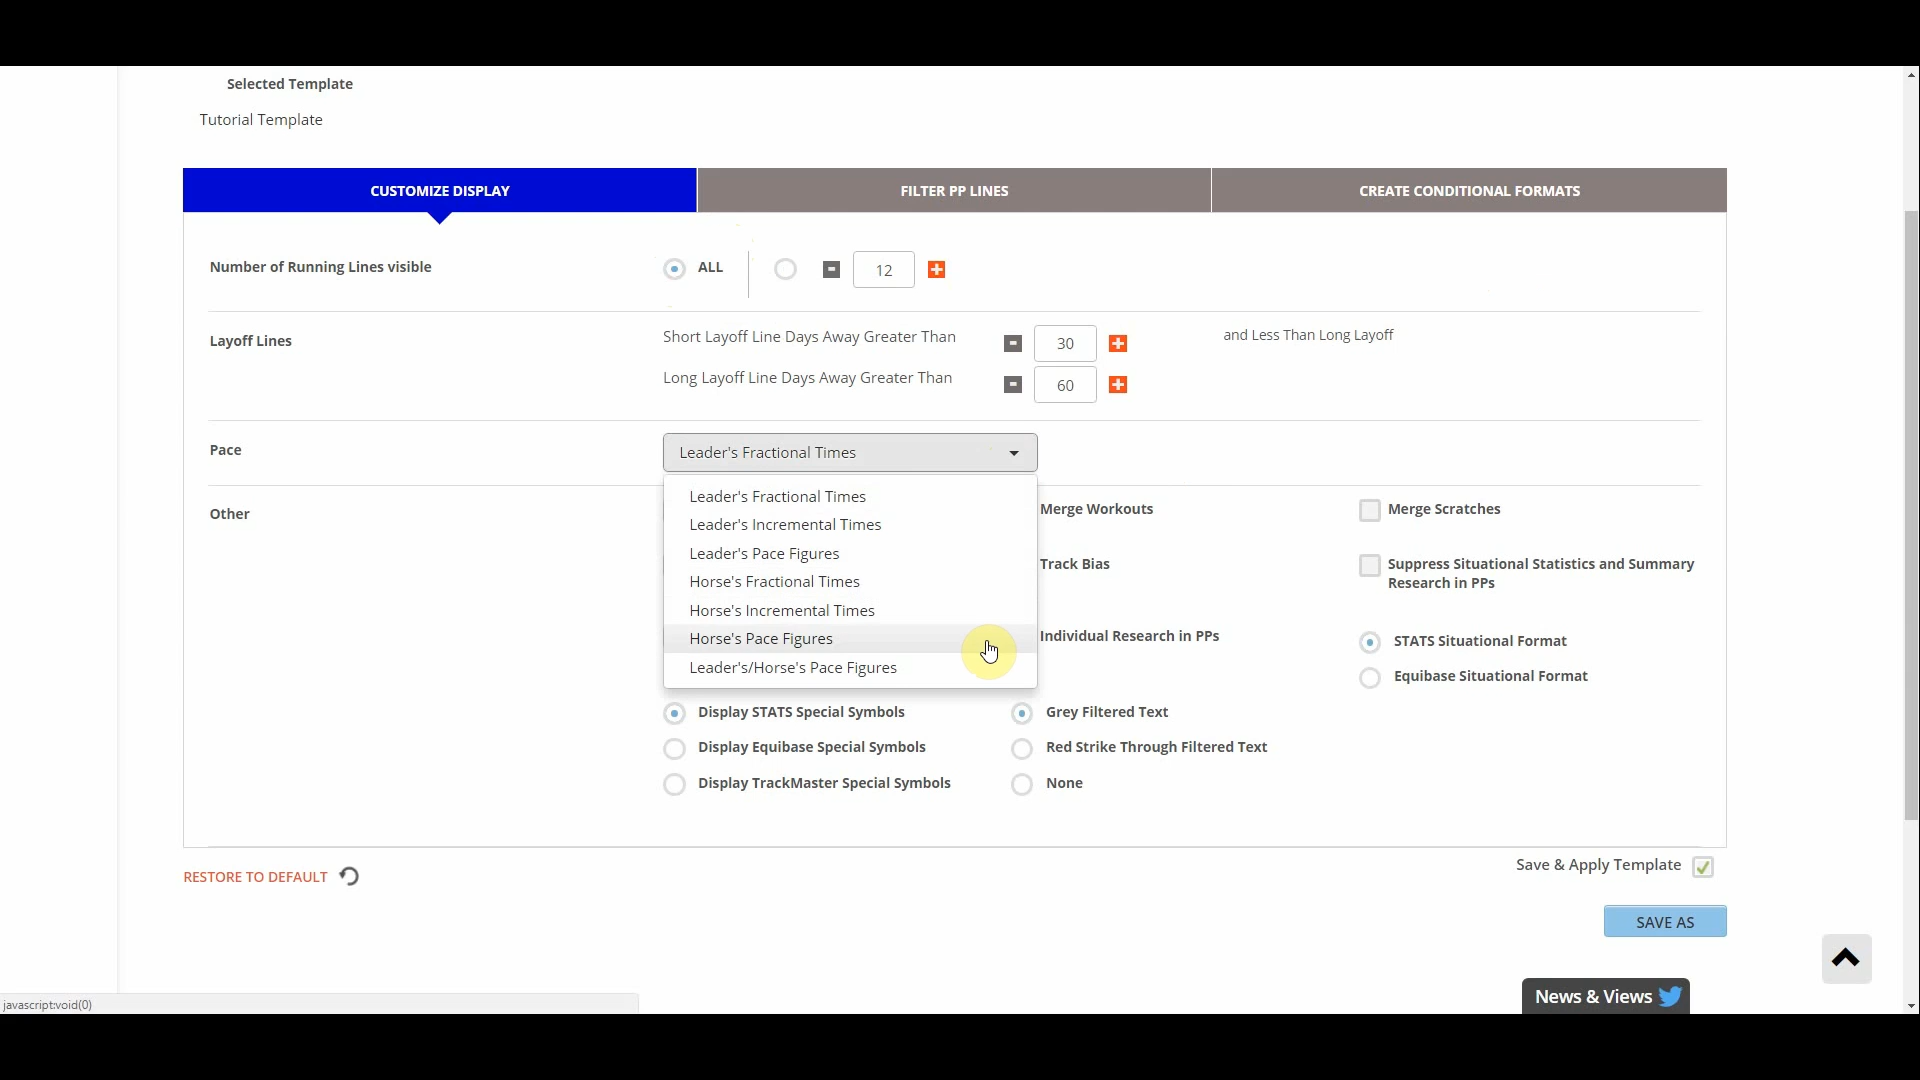 Selected Template
Tutorial Template
CUSTOMIZE DISPLAY
FILTER PP LINES
CREATE CONDITIONAL FORMATS
Number of Running Lines visible
ALL
12
Layoff Lines
Short Layoff Line Days Away Greater Than
30
and Less Than Long Layoff
Long Layoff Line Days Away Greater Than
60
Pace
Leader's Fractional Times
Leader's Fractional Times
Leader's Incremental Times
Leader's Pace Figures
Horse's Fractional Times
Horse's Incremental Times
Horse's Pace Figures
Leader's/Horse's Pace Figures
Other
Merge Workouts
Merge Scratches
Track Bias
Suppress Situational Statistics and Summary
Research in PPs
Individual Research in PPs
STATS Situational Format
Equibase Situational Format
Display STATS Special Symbols
Grey Filtered Text
Display Equibase Special Symbols
Red Strike Through Filtered Text
Display TrackMaster Special Symbols
None
RESTORE TO DEFAULT
Save & Apply Template
SAVE AS
News & Views
javascript:void(0)